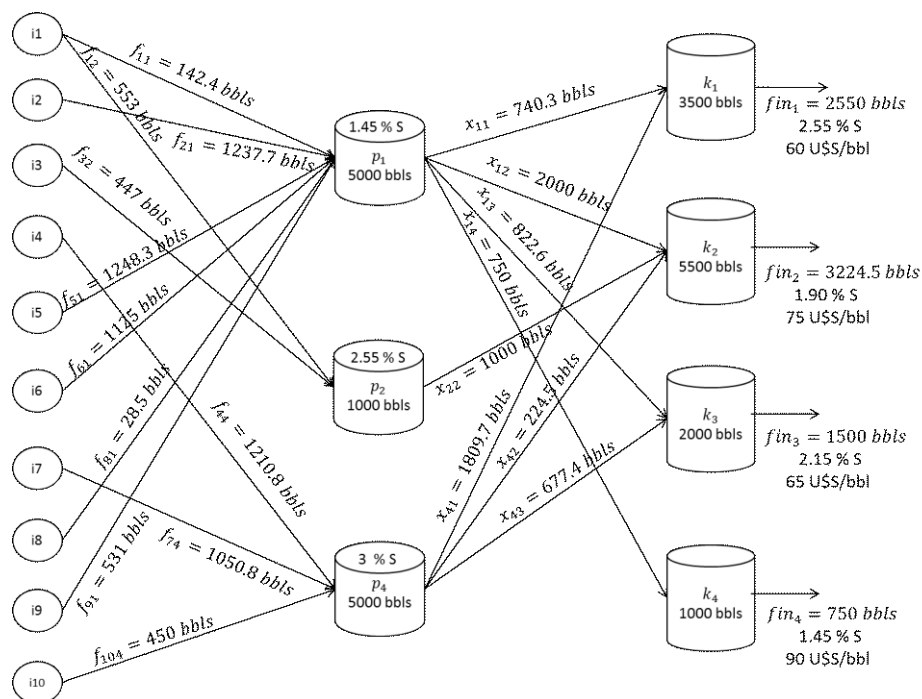 i1
i2
i3
i4
i5
i6
i7
i8
i9
i10
f₁₁ = 142.4 bbls
f₁₂ = 553 bbls
f₂₁ = 1237.7 bbls
f₃₂ = 447 bbls
f₅₁ = 1248.3 bbls
f₆₁ = 1125 bbls
f₈₁ = 28.5 bbls
f₄₄ = 1210.8 bbls
f₇₄ = 1050.8 bbls
f₉₁ = 531 bbls
f₁₀₄ = 450 bbls
1.45 % S
p₁
5000 bbls
2.55 % S
p₂
1000 bbls
3 % S
p₄
5000 bbls
x₁₁ = 740.3 bbls
x₁₂ = 2000 bbls
x₁₃ = 822.6 bbls
x₁₄ = 750 bbls
x₂₂ = 1000 bbls
x₄₁ = 1809.7 bbls
x₄₂ = 224.5 bbls
x₄₃ = 677.4 bbls
k₁
3500 bbls
fin₁ = 2550 bbls
2.55 % S
60 U$S/bbl
k₂
5500 bbls
fin₂ = 3224.5 bbls
1.90 % S
75 U$S/bbl
k₃
2000 bbls
fin₃ = 1500 bbls
2.15 % S
65 U$S/bbl
k₄
1000 bbls
fin₄ = 750 bbls
1.45 % S
90 U$S/bbl